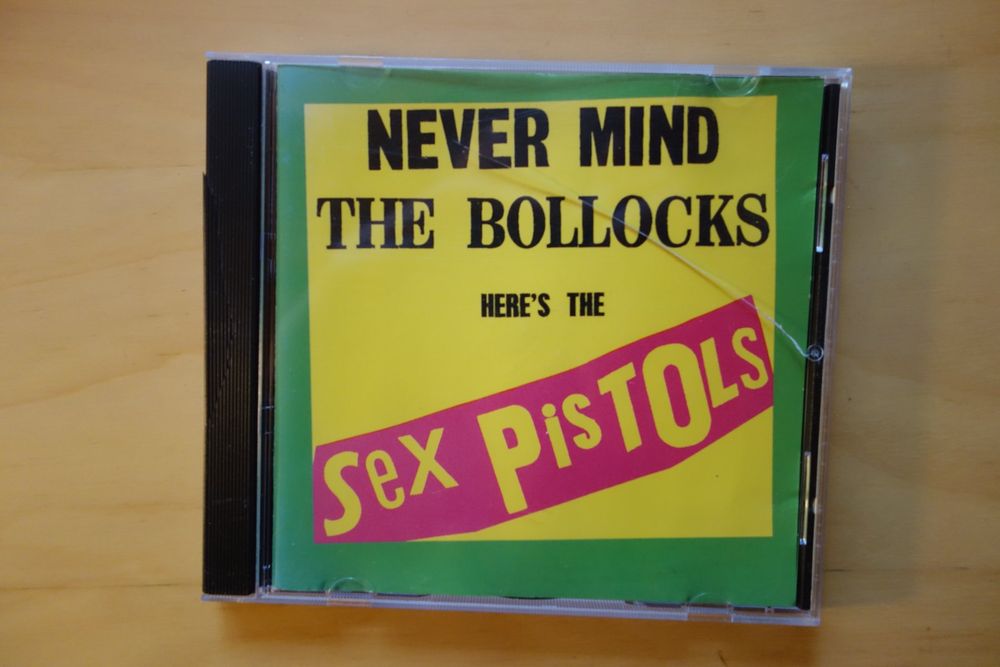 NEVER MIND
THE BOLLOCKS
HERE'S THE
Sex PisTOLS